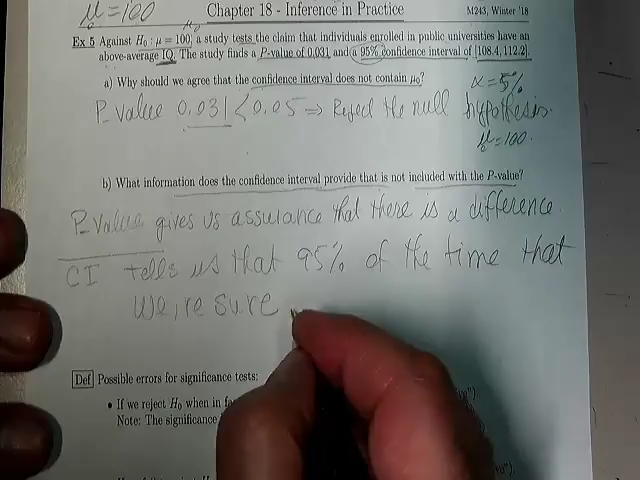 μ=100
Chapter 18 - Inference in Practice
M243, Winter '18
μ₀
Ex 5 Against H₀ : μ = 100, a study tests the claim that individuals enrolled in public universities have an
above-average IQ. The study finds a P-value of 0.031 and a 95% confidence interval of [108.4, 112.2].
a) Why should we agree that the confidence interval does not contain μ₀?
α=5%
P-value 0.031 < 0.05 ⇒ Reject the null hypothesis.
μ=100.
b) What information does the confidence interval provide that is not included with the P-value?
P-value gives us assurance that there is a difference.
CI tells us that 95% of the time that
we,re sure
Def Possible errors for significance tests:
• If we reject H₀ when in
Note: The significance